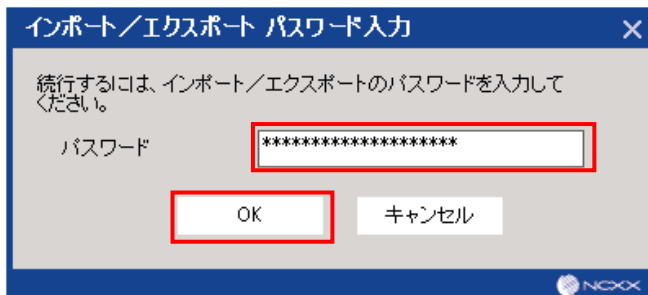 インポート／エクスポート パスワード入力
続行するには、インポート／エクスポートのパスワードを入力して
ください。
パスワード
********************
OK
キャンセル
NCXX